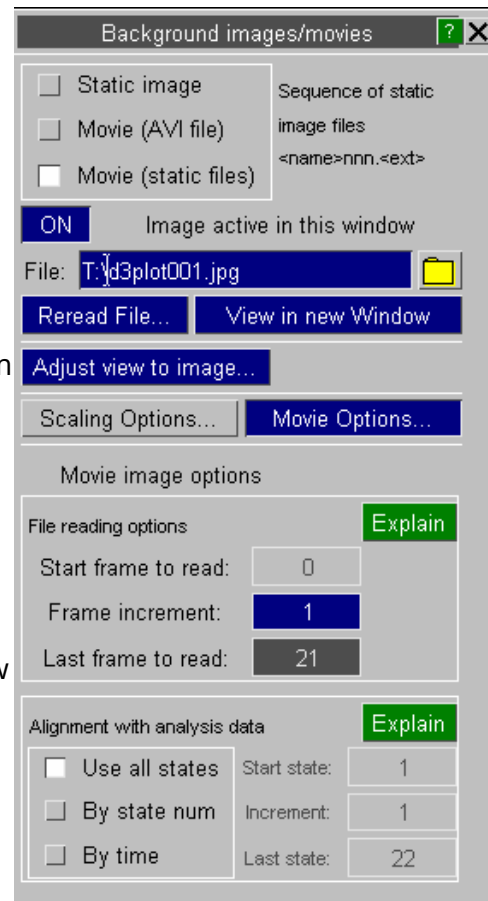 Background images/movies ? X
Static image
Movie (AVI file)
Movie (static files)
Sequence of static
image files
<name>nnn.<ext>
ON Image active in this window
File: T:\d3plot001.jpg
Reread File... View in new Window
n
Adjust view to image...
Scaling Options... Movie Options...
Movie image options
File reading options Explain
Start frame to read: 0
Frame increment: 1
Last frame to read: 21
w
Alignment with analysis data Explain
Use all states Start state: 1
By state num Increment: 1
By time Last state: 22